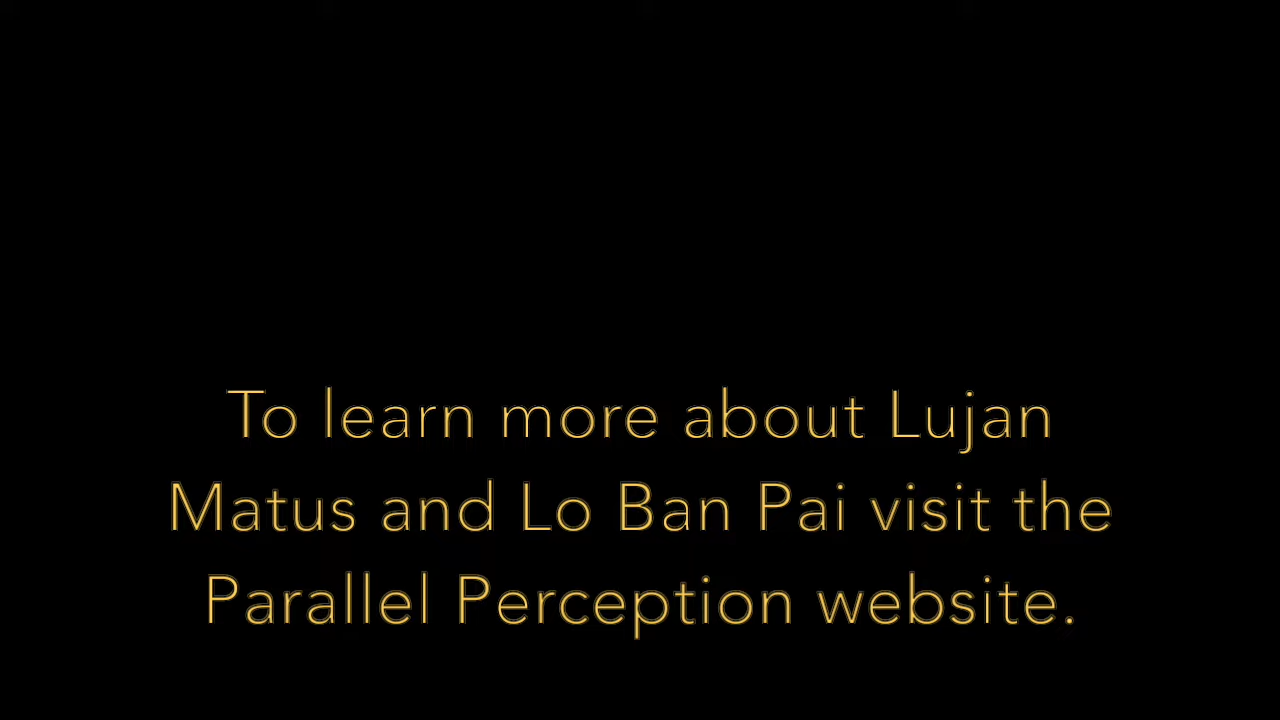 To learn more about Lujan
Matus and Lo Ban Pai visit the
Parallel Perception website.